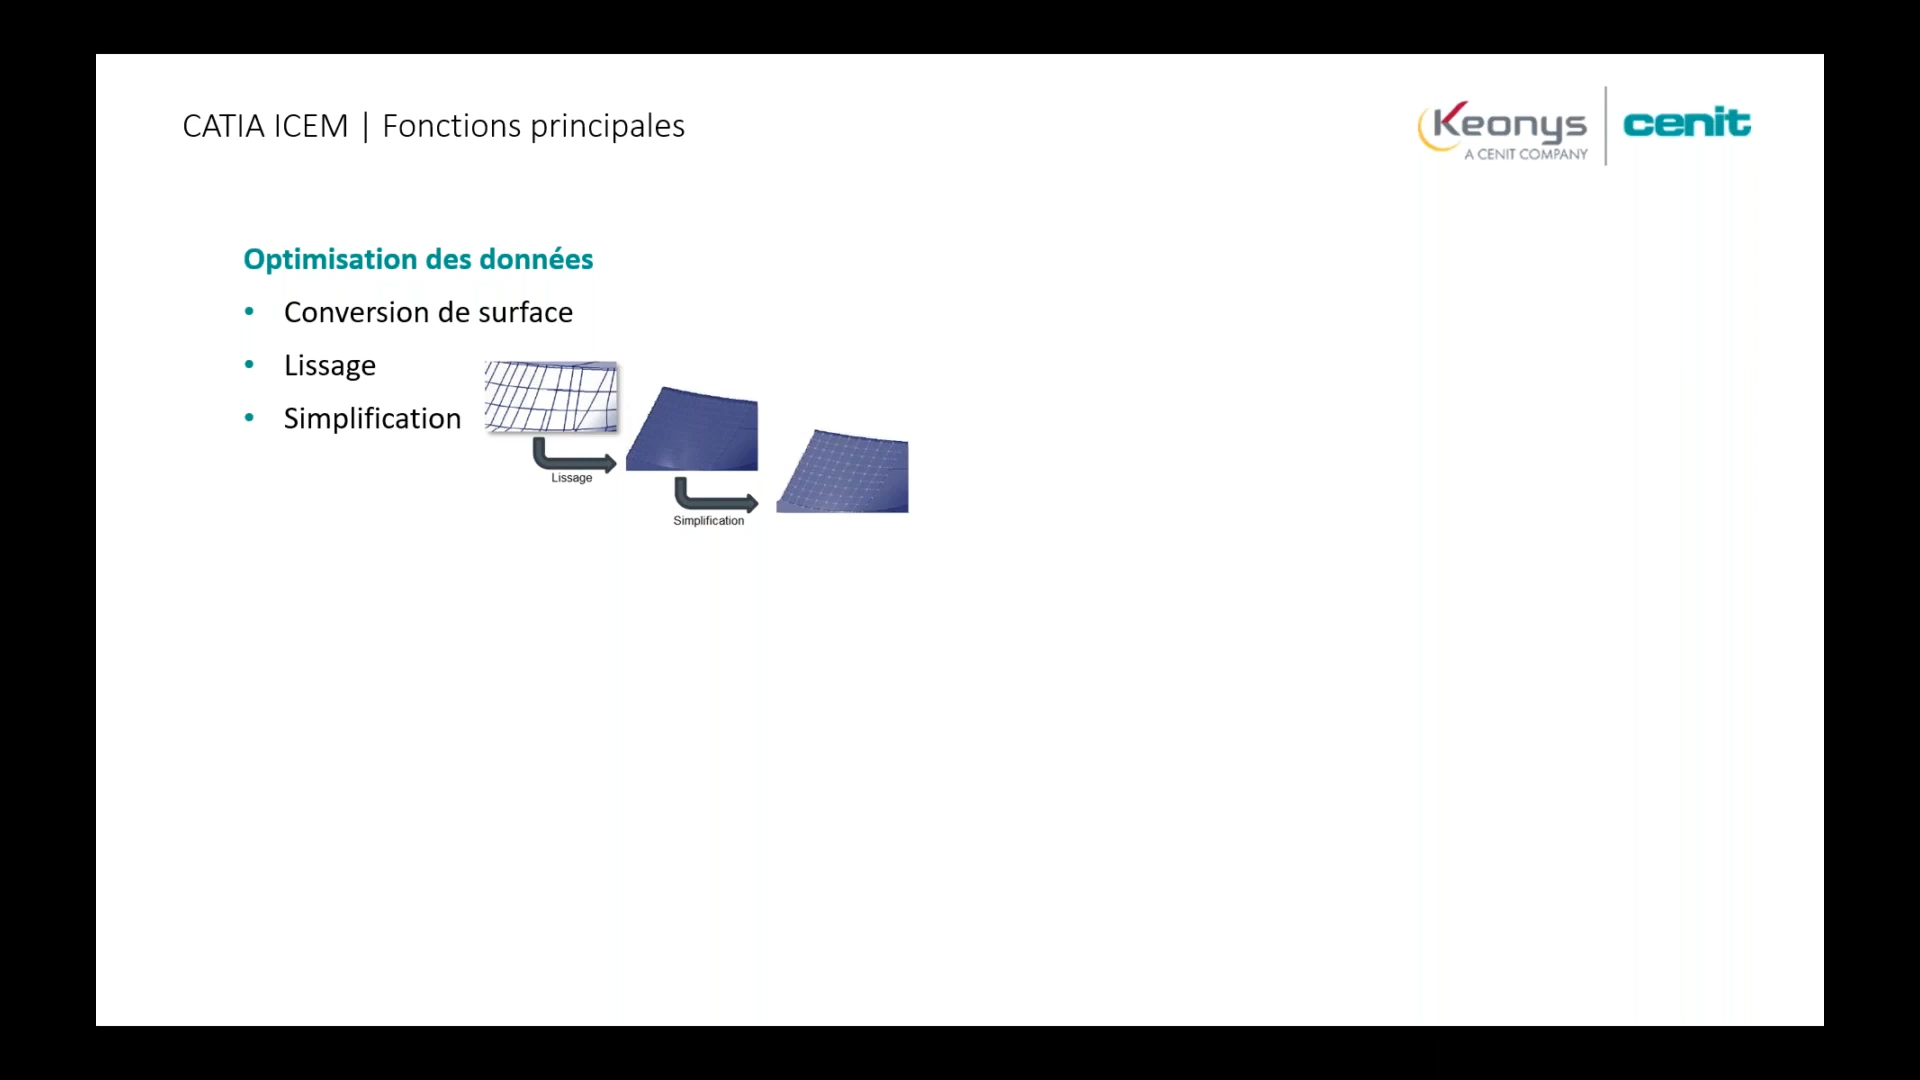 CATIA ICEM | Fonctions principales
Keonys
A CENIT COMPANY
cenit
Optimisation des données
• Conversion de surface
• Lissage
• Simplification
Lissage
Simplification